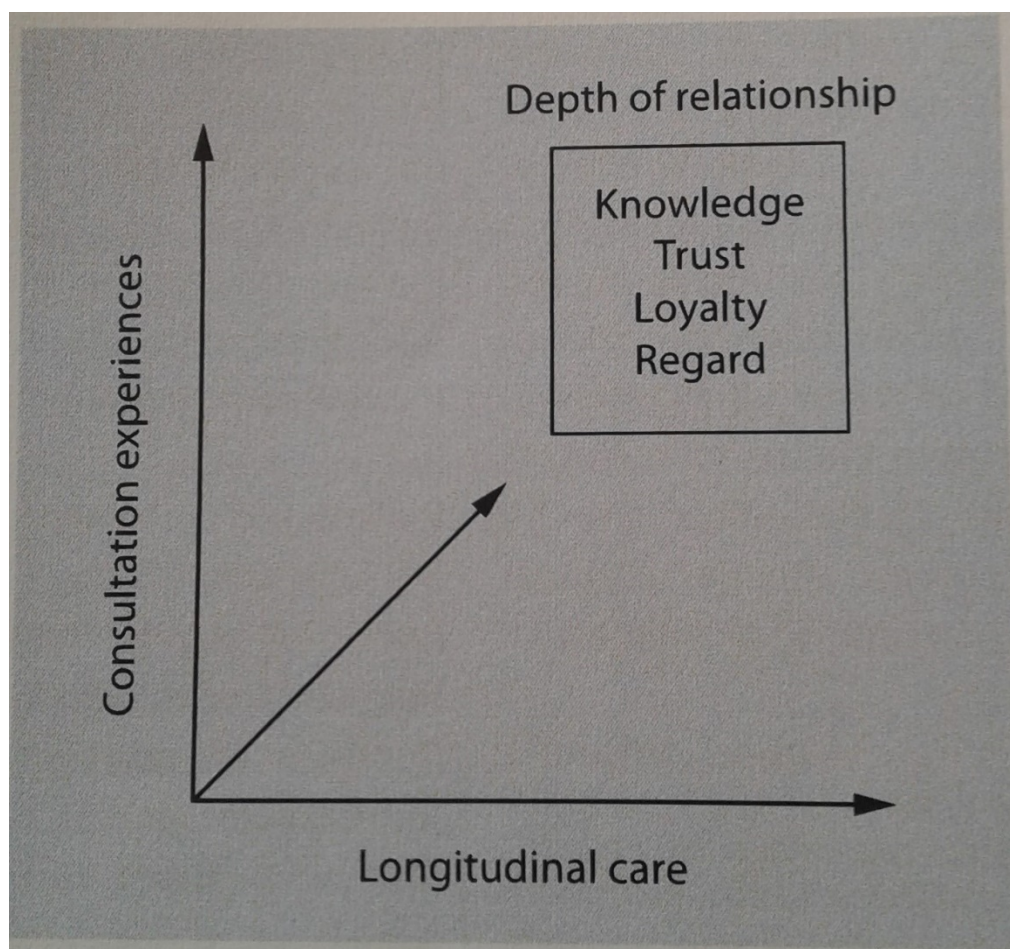 Depth of relationship
Knowledge
Trust
Loyalty
Regard
Consultation experiences
Longitudinal care